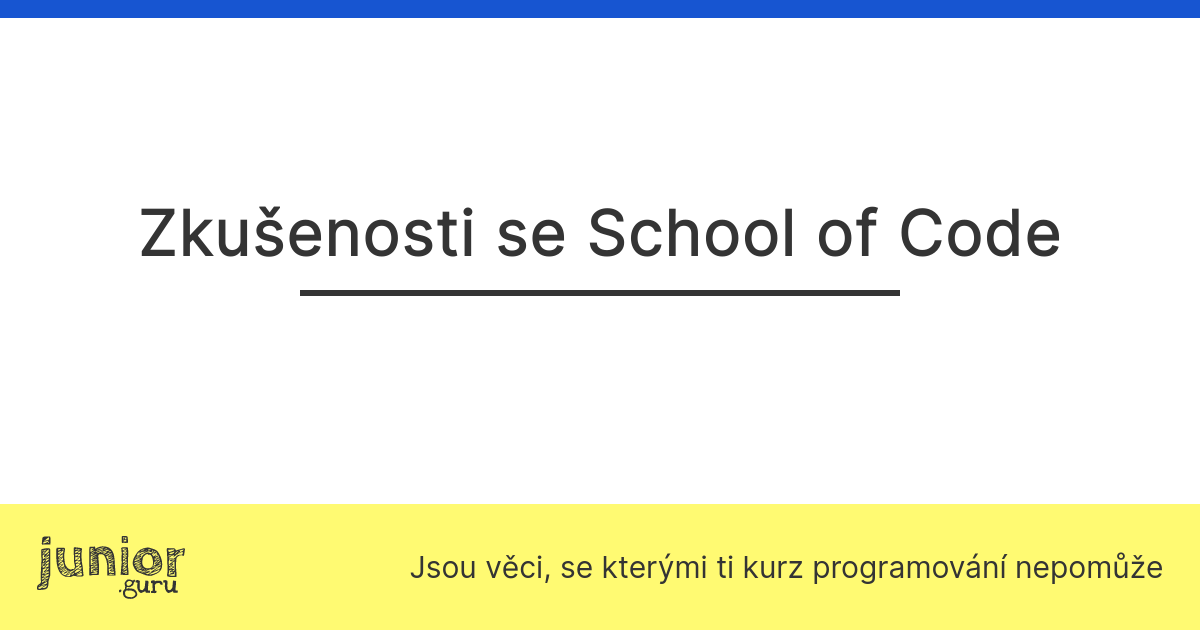 Zkušenosti se School of Code
junior
.guru
Jsou věci, se kterými ti kurz programování nepomůže